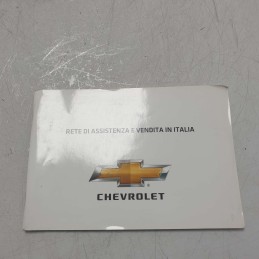 RETE DI ASSISTENZA E VENDITA IN ITALIA
CHEVROLET